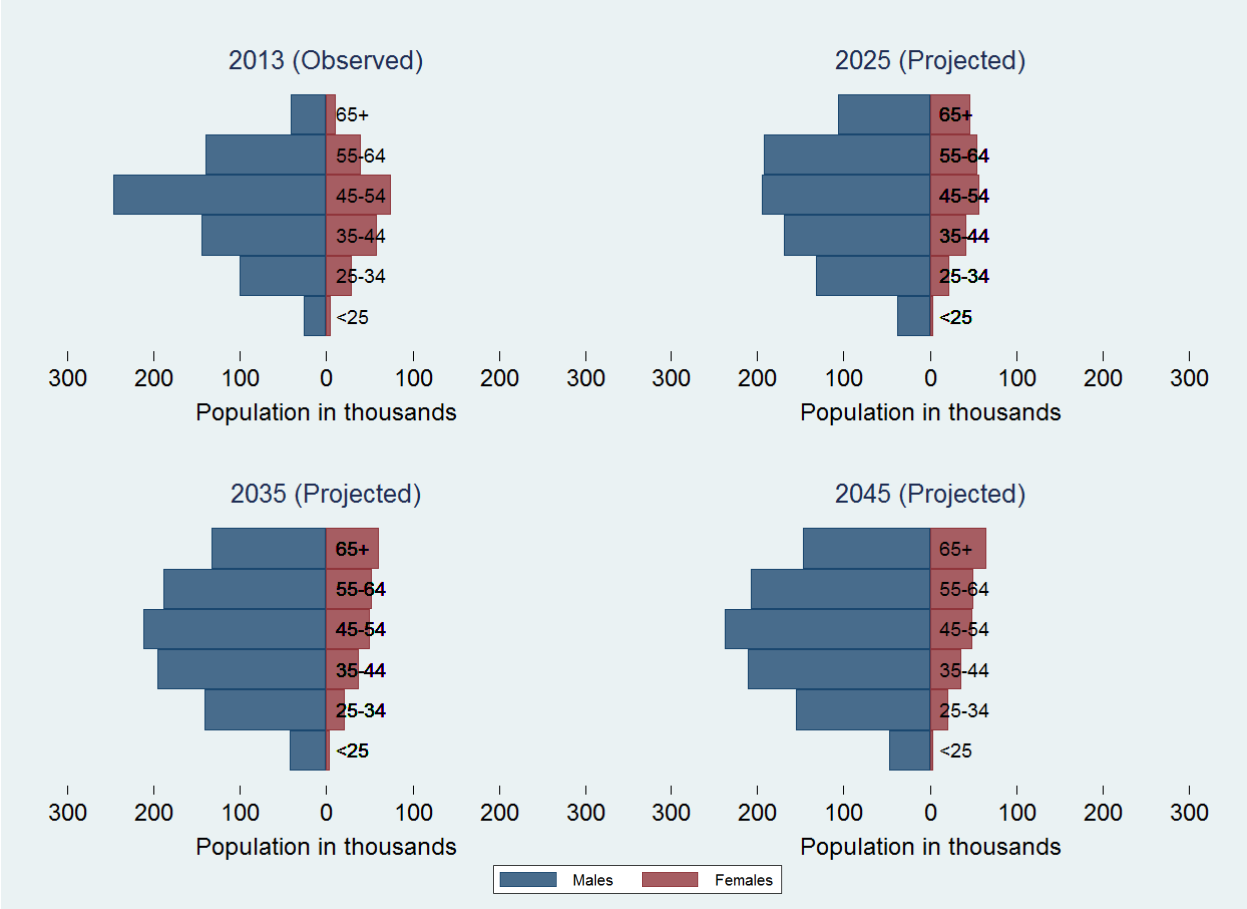 2013 (Observed)
65+
55-64
45-54
35-44
25-34
<25
300 200 100 0 100 200 300
Population in thousands
2025 (Projected)
65+
55-64
45-54
35-44
25-34
<25
300 200 100 0 100 200 300
Population in thousands
2035 (Projected)
65+
55-64
45-54
35-44
25-34
<25
300 200 100 0 100 200 300
Population in thousands
2045 (Projected)
65+
55-64
45-54
35-44
25-34
<25
300 200 100 0 100 200 300
Population in thousands
Males Females